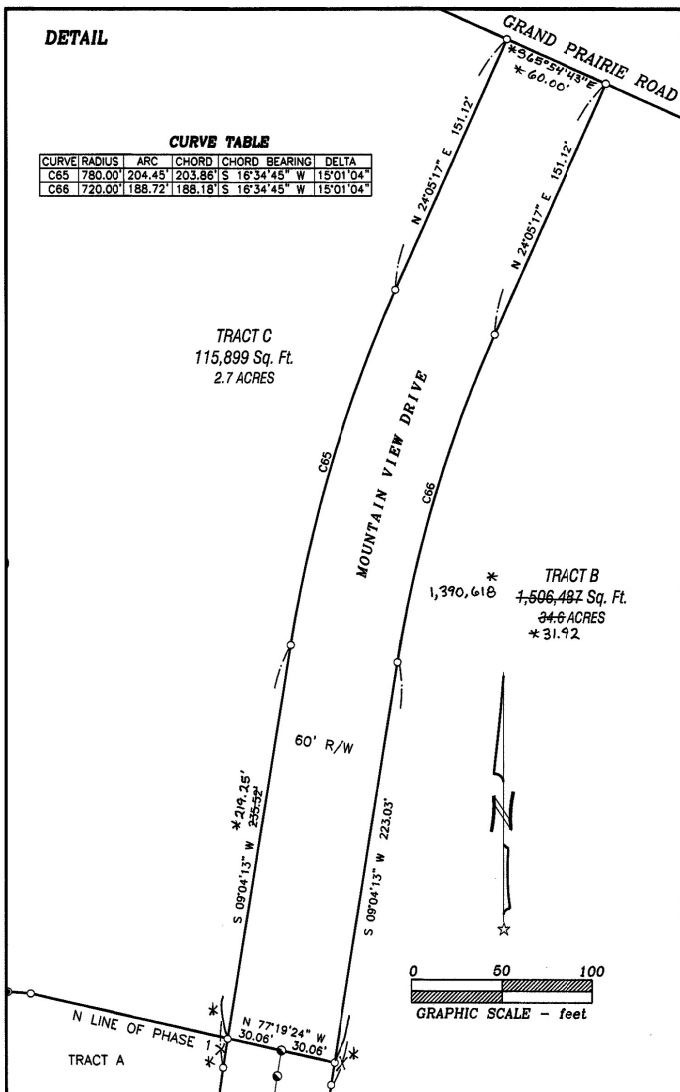 DETAIL
GRAND PRAIRIE ROAD
*S65°54'43"E
*60.00'
CURVE TABLE
CURVE RADIUS ARC CHORD CHORD BEARING DELTA
C65 780.00' 204.45' 203.86' S 16°34'45" W 15°01'04"
C66 720.00' 188.72' 188.18' S 16°34'45" W 15°01'04"
N 24°05'17" E 151.12'
N 24°05'17" E 151.12'
TRACT C
115,899 Sq. Ft.
2.7 ACRES
MOUNTAIN VIEW DRIVE
C65
C66
*
1,390,618
TRACT B
1,506,487 Sq. Ft.
34.6 ACRES
*31.92
60' R/W
*219.25'
235.52'
S 09°04'13" W
S 09°04'13" W 223.03'
N
0 50 100
GRAPHIC SCALE - feet
N LINE OF PHASE 1
N 77°19'24" W
30.06' 30.06'
*
*
*
*
TRACT A